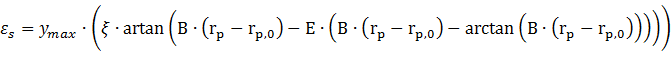 ε_s = y_max · (ξ · artan (B · (r_p − r_p,0) − E · (B · (r_p − r_p,0) − arctan (B · (r_p − r_p,0)))))